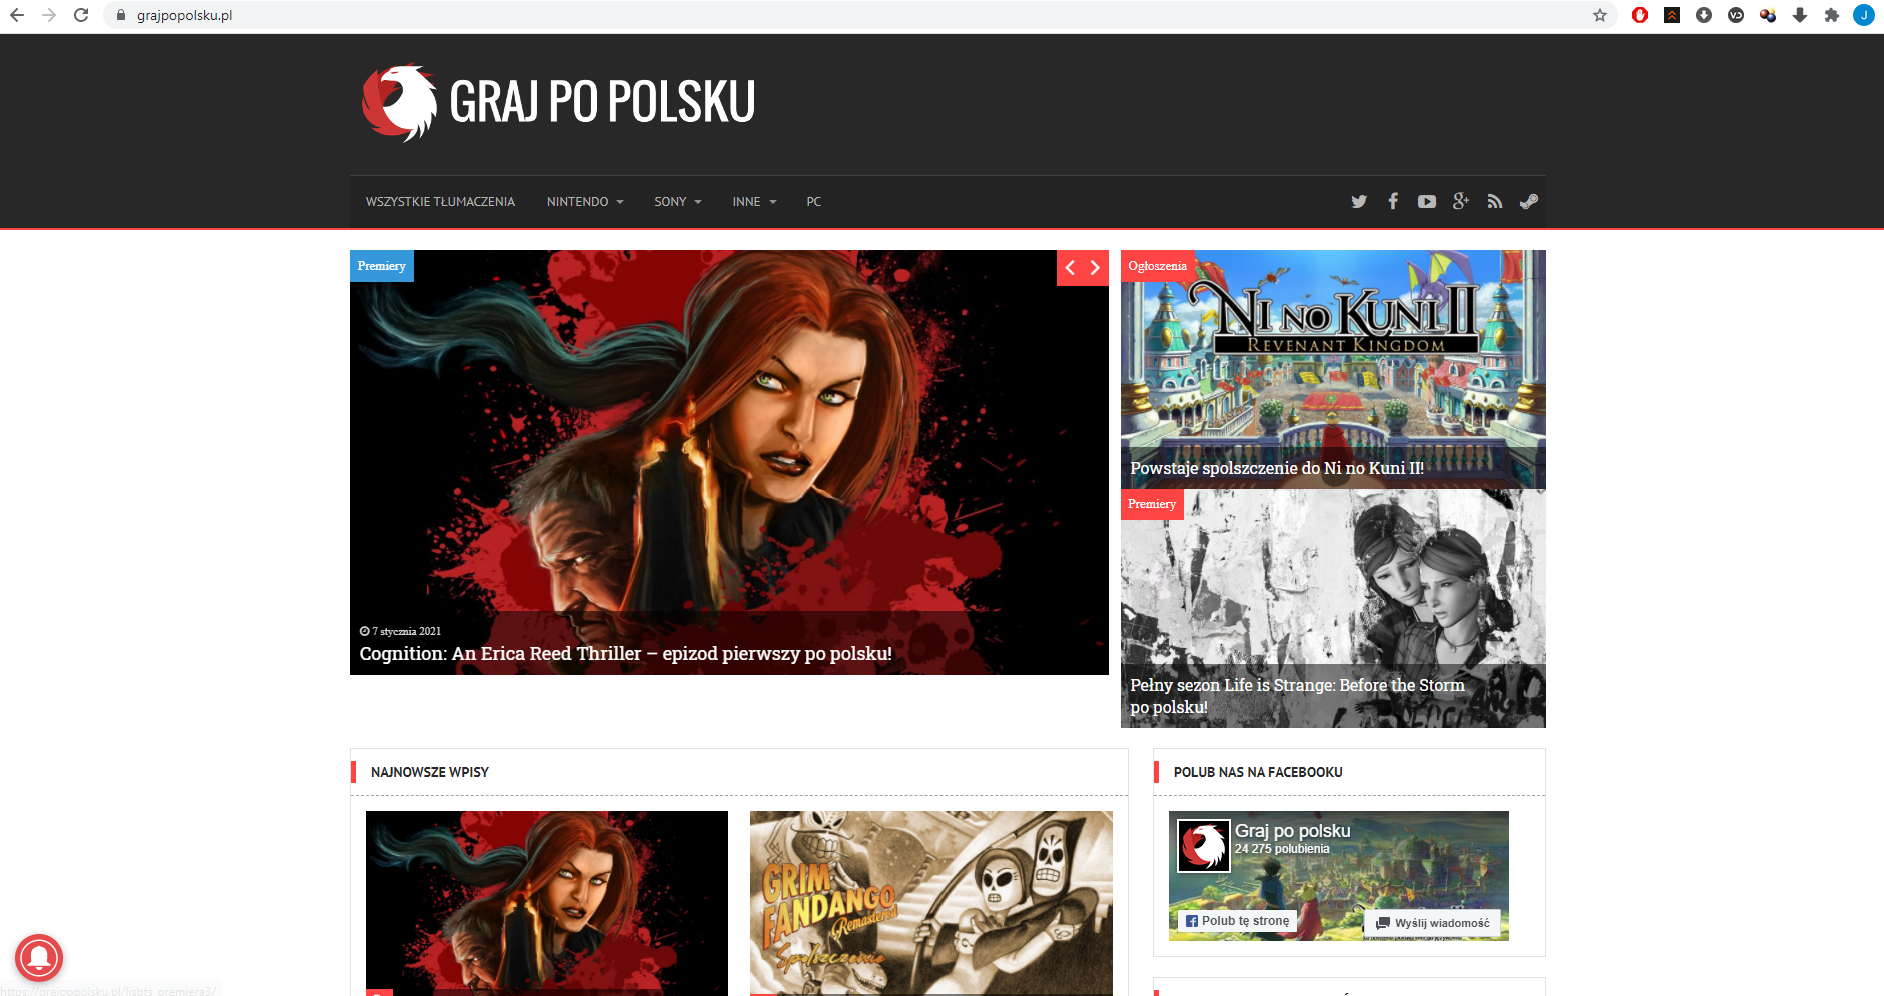 grajpopolsku.pl
J
GRAJ PO POLSKU
WSZYSTKIE TŁUMACZENIA
NINTENDO
SONY
INNE
PC
Premiery
7 stycznia 2021
Cognition: An Erica Reed Thriller – epizod pierwszy po polsku!
Ogłoszenia
NI NO KUNI II
REVENANT KINGDOM
Powstaje spolszczenie do Ni no Kuni II!
Premiery
Pełny sezon Life is Strange: Before the Storm
po polsku!
NAJNOWSZE WPISY
GRIM
FANDANGO
Remastered
Spolszczenie
POLUB NAS NA FACEBOOKU
Graj po polsku
24 275 polubienia
Polub tę stronę
Wyślij wiadomość
https://grajpopolsku.pl/lisbts_premiera3/